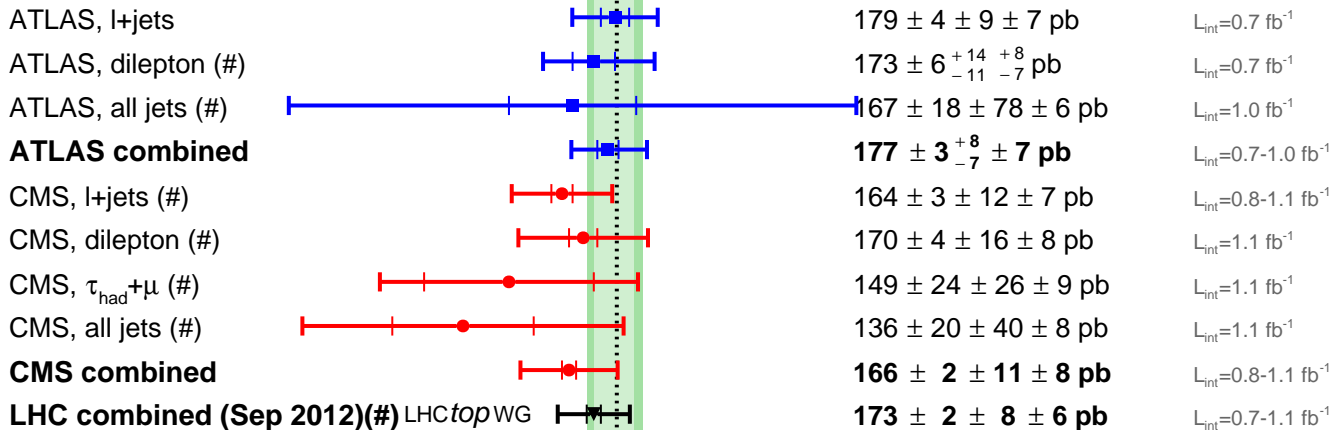 ATLAS, l+jets 179 ± 4 ± 9 ± 7 pb L_int=0.7 fb⁻¹
ATLAS, dilepton (#) 173 ± 6 +14 −11 +8 −7 pb L_int=0.7 fb⁻¹
ATLAS, all jets (#) 167 ± 18 ± 78 ± 6 pb L_int=1.0 fb⁻¹
ATLAS combined 177 ± 3 +8 −7 ± 7 pb L_int=0.7-1.0 fb⁻¹
CMS, l+jets (#) 164 ± 3 ± 12 ± 7 pb L_int=0.8-1.1 fb⁻¹
CMS, dilepton (#) 170 ± 4 ± 16 ± 8 pb L_int=1.1 fb⁻¹
CMS, τ_had+μ (#) 149 ± 24 ± 26 ± 9 pb L_int=1.1 fb⁻¹
CMS, all jets (#) 136 ± 20 ± 40 ± 8 pb L_int=1.1 fb⁻¹
CMS combined 166 ± 2 ± 11 ± 8 pb L_int=0.8-1.1 fb⁻¹
LHC combined (Sep 2012)(#) LHCtop WG 173 ± 2 ± 8 ± 6 pb L_int=0.7-1.1 fb⁻¹